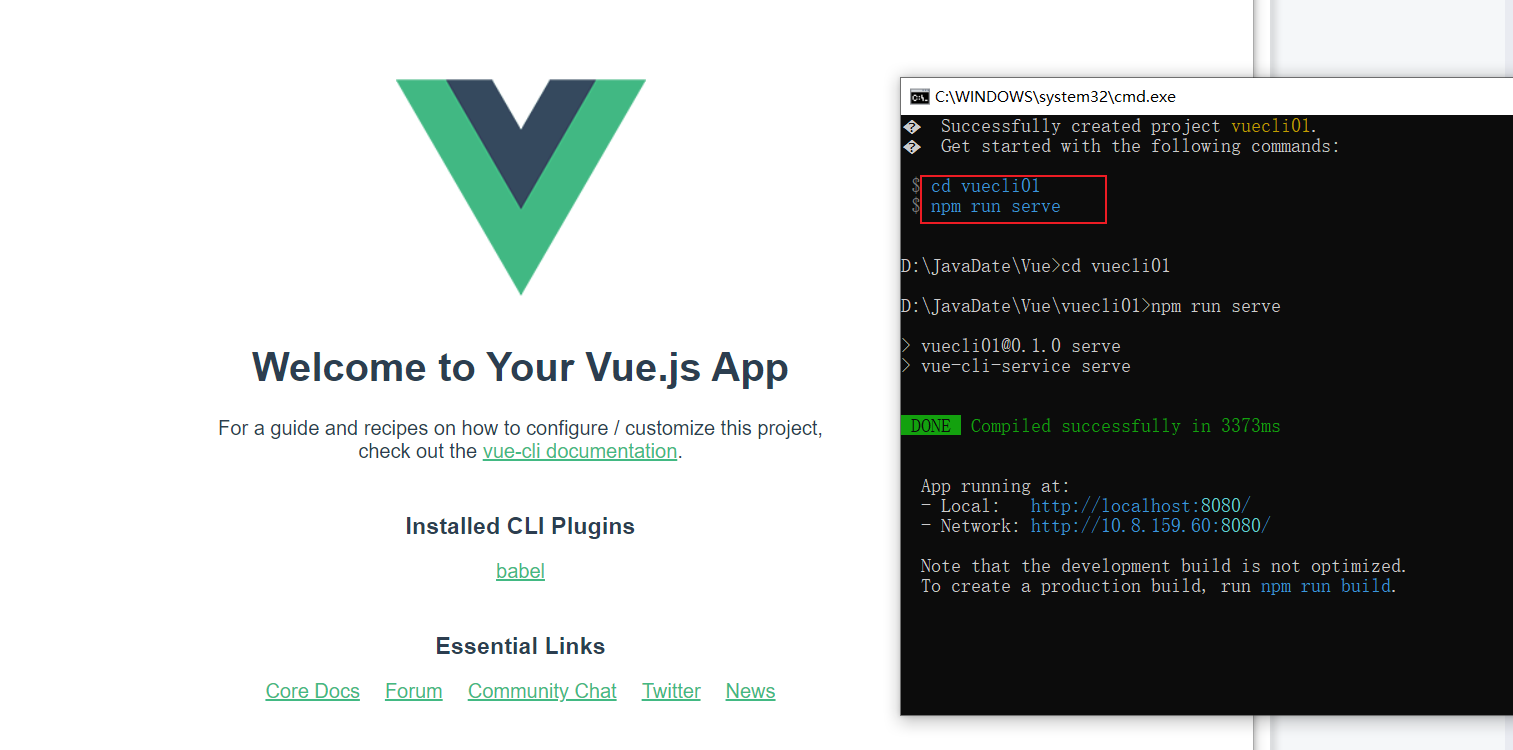 Welcome to Your Vue.js App
For a guide and recipes on how to configure / customize this project,
check out the vue-cli documentation.
Installed CLI Plugins
babel
Essential Links
Core Docs Forum Community Chat Twitter News
C:\WINDOWS\system32\cmd.exe
� Successfully created project vuecli01.
� Get started with the following commands:
$ cd vuecli01
$ npm run serve
D:\JavaDate\Vue>cd vuecli01
D:\JavaDate\Vue\vuecli01>npm run serve
> vuecli01@0.1.0 serve
> vue-cli-service serve
DONE Compiled successfully in 3373ms
App running at:
- Local: http://localhost:8080/
- Network: http://10.8.159.60:8080/
Note that the development build is not optimized.
To create a production build, run npm run build.